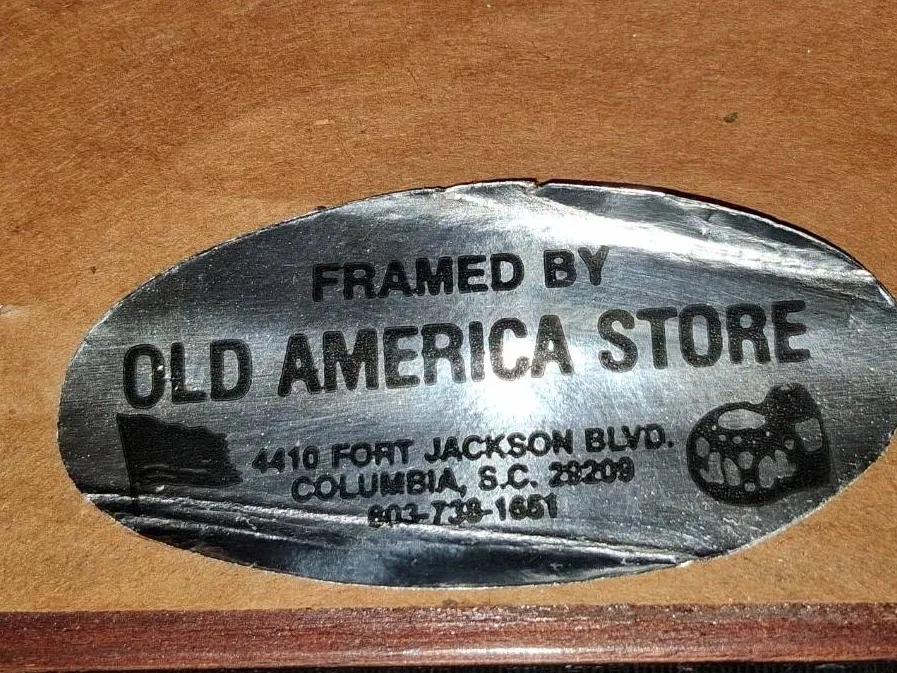 FRAMED BY
OLD AMERICA STORE
4410 FORT JACKSON BLVD.
COLUMBIA, S.C. 29209
803-738-1651